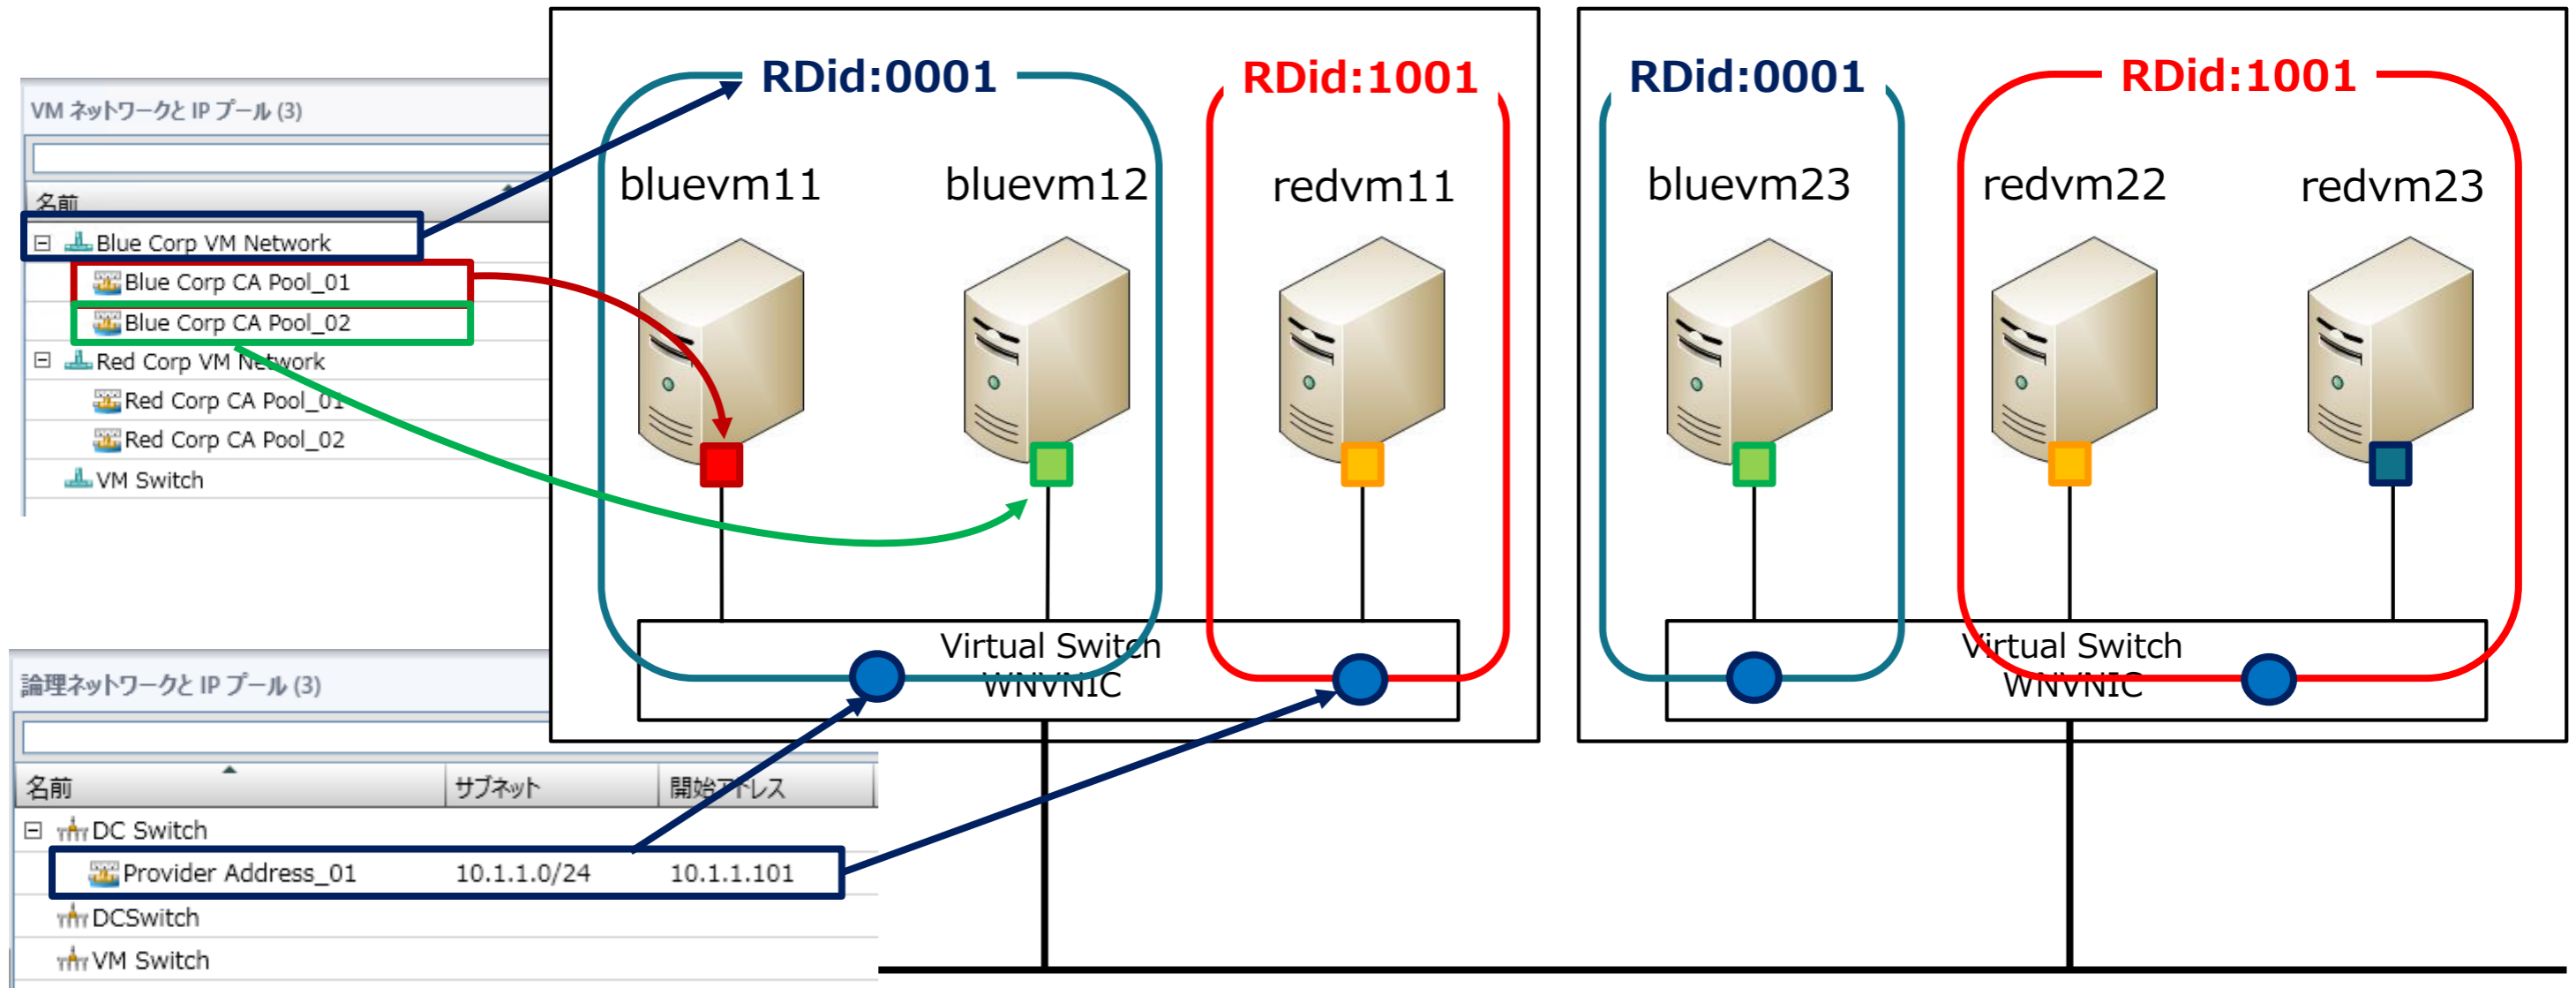 VM ネットワークと IP プール (3)
名前
Blue Corp VM Network
Blue Corp CA Pool_01
Blue Corp CA Pool_02
Red Corp VM Network
Red Corp CA Pool_01
Red Corp CA Pool_02
VM Switch
RDid:0001
RDid:1001
bluevm11
bluevm12
redvm11
Virtual Switch
WNVNIC
RDid:0001
RDid:1001
bluevm23
redvm22
redvm23
Virtual Switch
WNVNIC
論理ネットワークと IP プール (3)
名前 サブネット 開始アドレス
DC Switch
Provider Address_01 10.1.1.0/24 10.1.1.101
DCSwitch
VM Switch